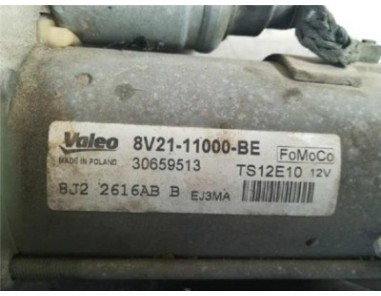 Valeo 8V21-11000-BE FoMoCo
MADE IN POLAND 30659513 TS12E10 12V
8J2 2616AB B EJ3MA